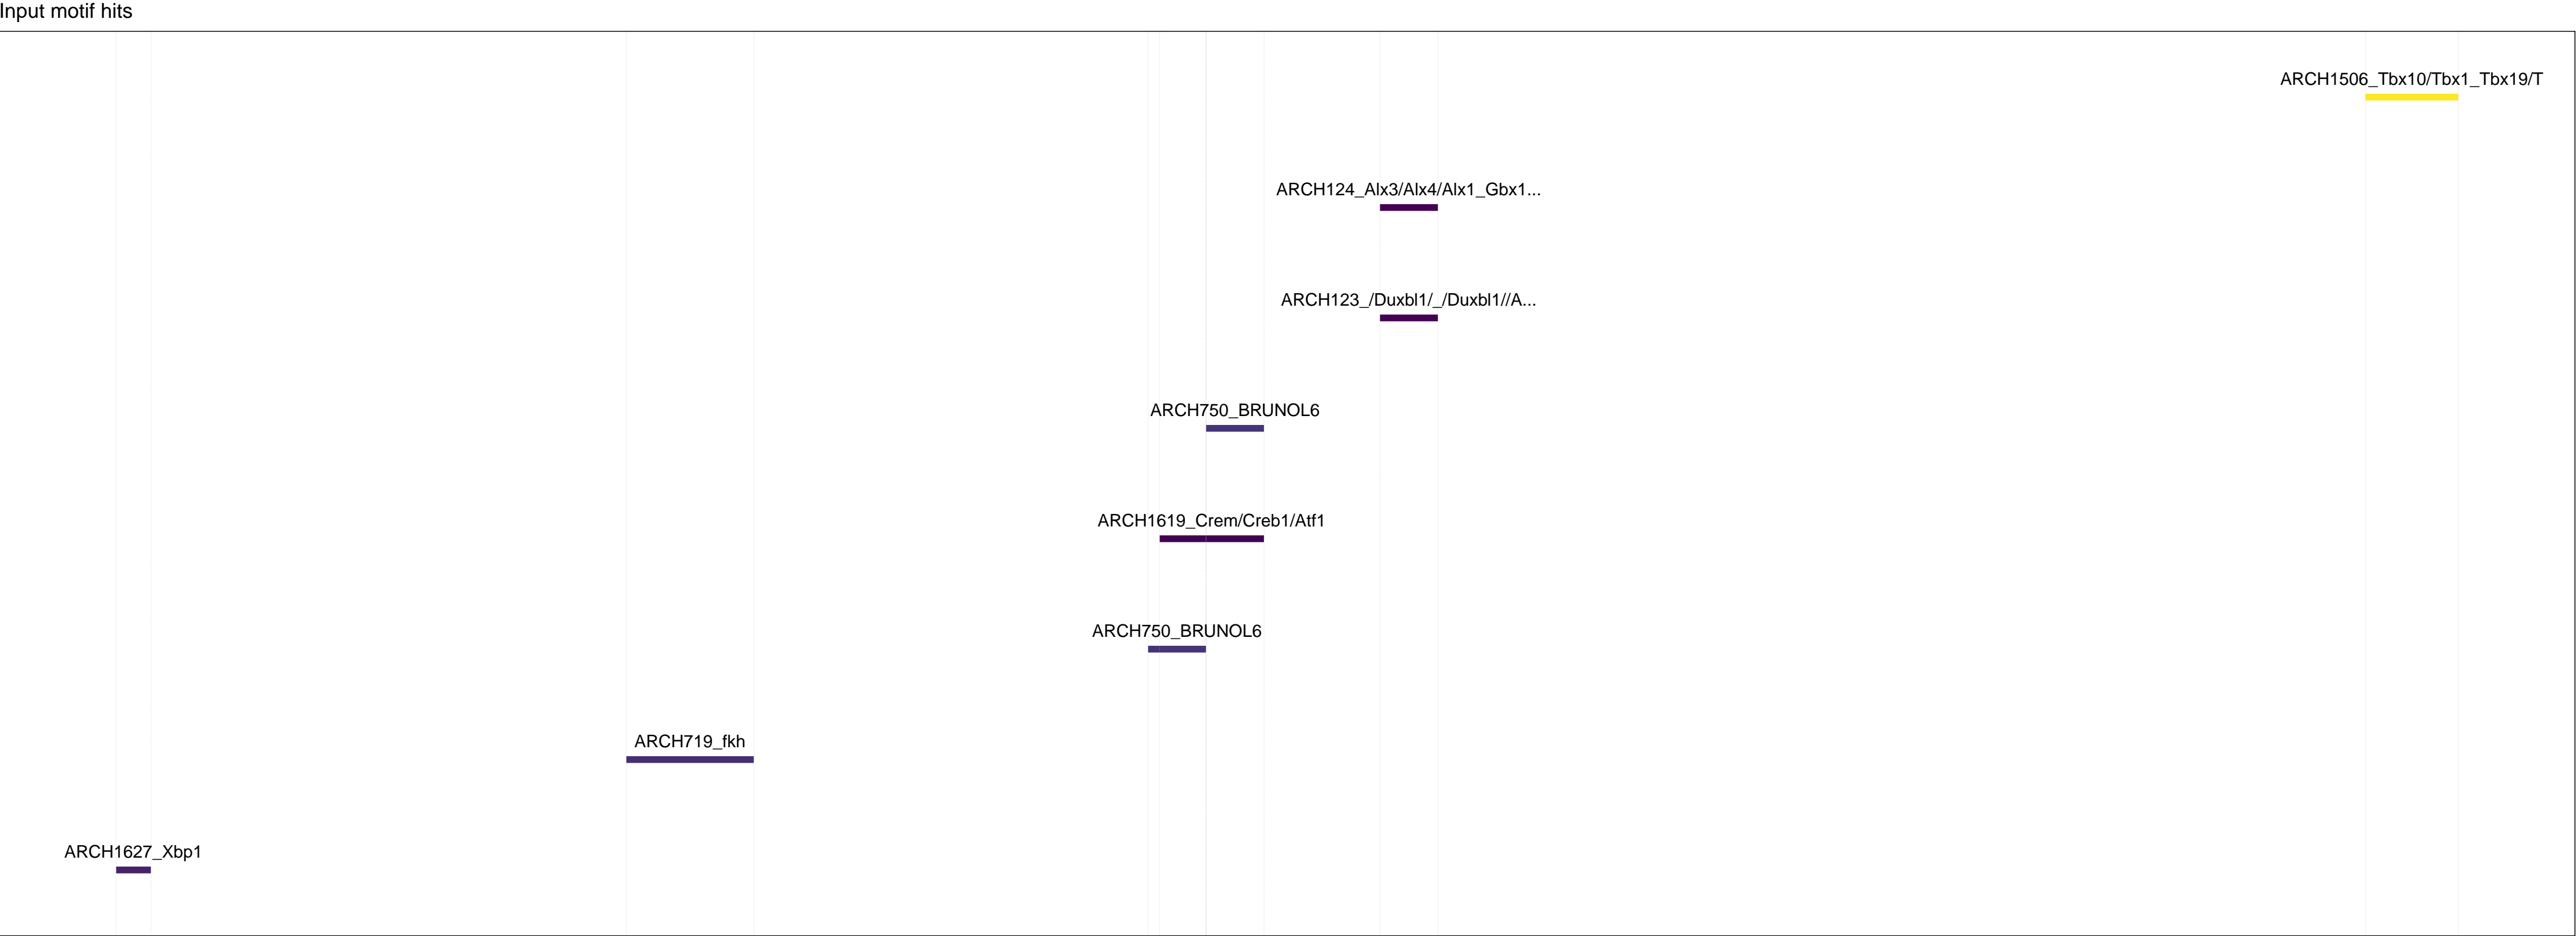 Input motif hits
ARCH1506_Tbx10/Tbx1_Tbx19/T
ARCH124_Alx3/Alx4/Alx1_Gbx1...
ARCH123_/Duxbl1/_/Duxbl1//A...
ARCH750_BRUNOL6
ARCH1619_Crem/Creb1/Atf1
ARCH750_BRUNOL6
ARCH719_fkh
ARCH1627_Xbp1